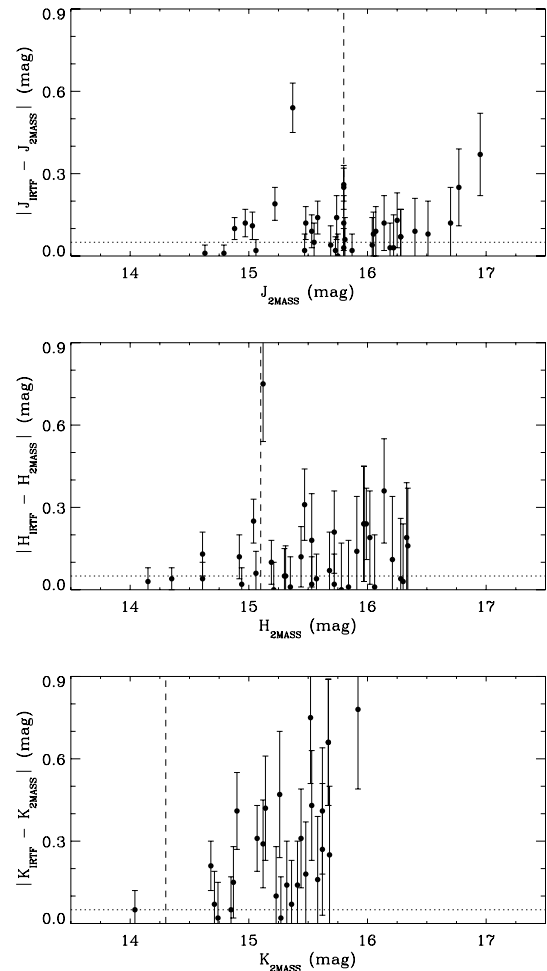 0.9
0.6
0.3
0.0
| J_IRTF − J_2MASS | (mag)
14 15 16 17
J_2MASS (mag)
0.9
0.6
0.3
0.0
| H_IRTF − H_2MASS | (mag)
14 15 16 17
H_2MASS (mag)
0.9
0.6
0.3
0.0
| K_IRTF − K_2MASS | (mag)
14 15 16 17
K_2MASS (mag)